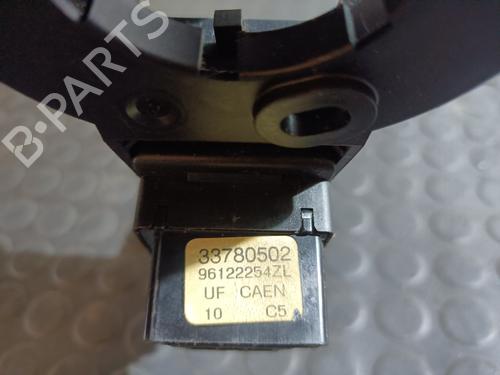 B-PARTS
33780502
96122254ZL
UF CAEN
10 C5